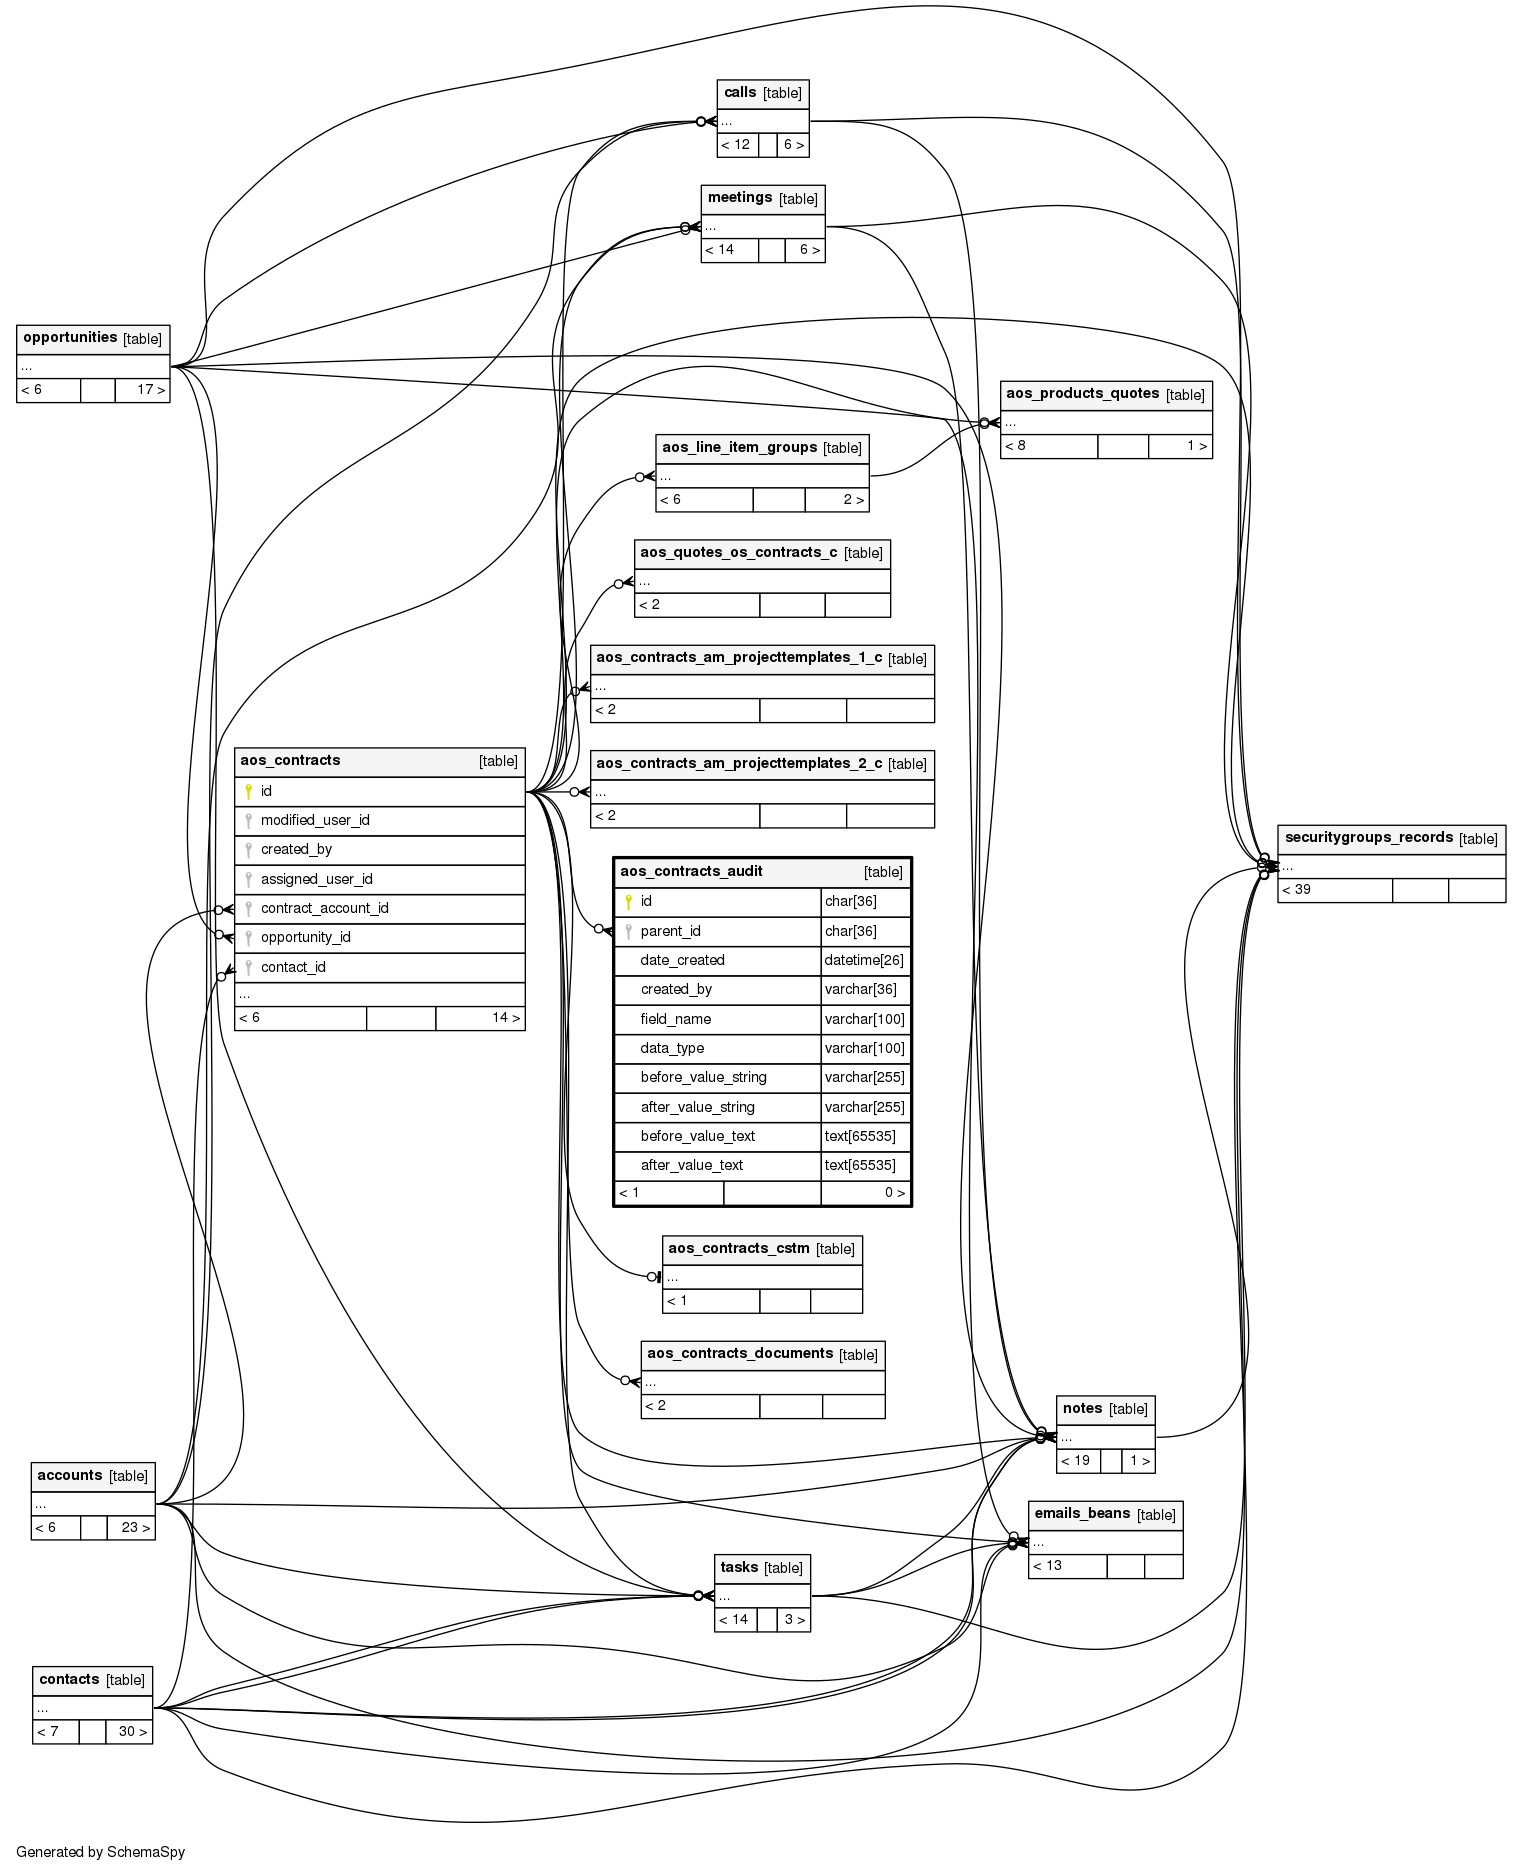 calls [table]
...
< 12 6 >
meetings [table]
...
< 14 6 >
opportunities [table]
...
< 6 17 >
aos_products_quotes [table]
...
< 8 1 >
aos_line_item_groups [table]
...
< 6 2 >
aos_quotes_os_contracts_c [table]
...
< 2
aos_contracts_am_projecttemplates_1_c [table]
...
< 2
aos_contracts [table]
id
modified_user_id
created_by
assigned_user_id
contract_account_id
opportunity_id
contact_id
...
< 6 14 >
aos_contracts_am_projecttemplates_2_c [table]
...
< 2
securitygroups_records [table]
...
< 39
aos_contracts_audit [table]
id char[36]
parent_id char[36]
date_created datetime[26]
created_by varchar[36]
field_name varchar[100]
data_type varchar[100]
before_value_string varchar[255]
after_value_string varchar[255]
before_value_text text[65535]
after_value_text text[65535]
< 1 0 >
aos_contracts_cstm [table]
...
< 1
aos_contracts_documents [table]
...
< 2
notes [table]
...
< 19 1 >
accounts [table]
...
< 6 23 >
emails_beans [table]
...
< 13
tasks [table]
...
< 14 3 >
contacts [table]
...
< 7 30 >
Generated by SchemaSpy